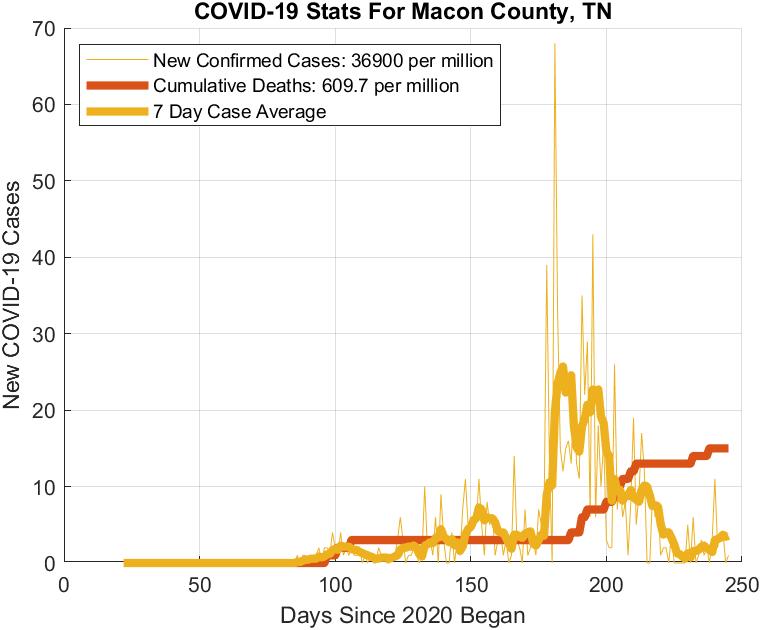 COVID-19 Stats For Macon County, TN
New Confirmed Cases: 36900 per million
Cumulative Deaths: 609.7 per million
7 Day Case Average
New COVID-19 Cases
70
60
50
40
30
20
10
0
0 50 100 150 200 250
Days Since 2020 Began